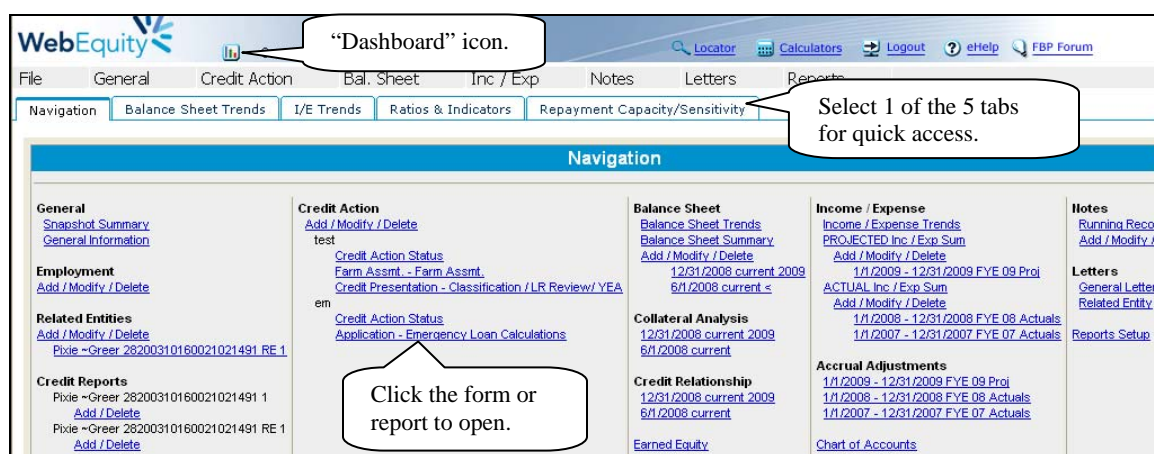 WebEquity
"Dashboard" icon.
Locator Calculators Logout eHelp FBP Forum
File General Credit Action Bal. Sheet Inc / Exp Notes Letters Reports
Navigation Balance Sheet Trends I/E Trends Ratios & Indicators Repayment Capacity/Sensitivity
Select 1 of the 5 tabs
for quick access.
Navigation
General
Snapshot Summary
General Information
Employment
Add / Modify / Delete
Related Entities
Add / Modify / Delete
Pixie ~Greer 28200310160021021491 RE 1
Credit Reports
Pixie ~Greer 28200310160021021491 1
Add / Delete
Pixie ~Greer 28200310160021021491 RE 1
Add / Delete
Credit Action
Add / Modify / Delete
test
Credit Action Status
Farm Assmt. - Farm Assmt.
Credit Presentation - Classification / LR Review/ YEA
em
Credit Action Status
Application - Emergency Loan Calculations
Click the form or
report to open.
Balance Sheet
Balance Sheet Trends
Balance Sheet Summary
Add / Modify / Delete
12/31/2008 current 2009
6/1/2008 current <
Collateral Analysis
12/31/2008 current 2009
6/1/2008 current
Credit Relationship
12/31/2008 current 2009
6/1/2008 current
Earned Equity
Income / Expense
Income / Expense Trends
PROJECTED Inc / Exp Sum
Add / Modify / Delete
1/1/2009 - 12/31/2009 FYE 09 Proj
ACTUAL Inc / Exp Sum
Add / Modify / Delete
1/1/2008 - 12/31/2008 FYE 08 Actuals
1/1/2007 - 12/31/2007 FYE 07 Actuals
Accrual Adjustments
1/1/2009 - 12/31/2009 FYE 09 Proj
1/1/2008 - 12/31/2008 FYE 08 Actuals
1/1/2007 - 12/31/2007 FYE 07 Actuals
Chart of Accounts
Notes
Running Reco
Add / Modify /
Letters
General Letter
Related Entity
Reports Setup